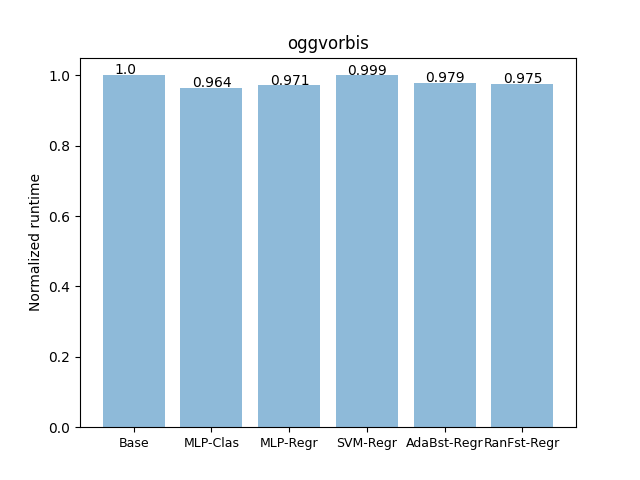 oggvorbis
Normalized runtime
1.0
0.8
0.6
0.4
0.2
0.0
1.0
0.964
0.971
0.999
0.979
0.975
Base
MLP-Clas
MLP-Regr
SVM-Regr
AdaBst-Regr
RanFst-Regr